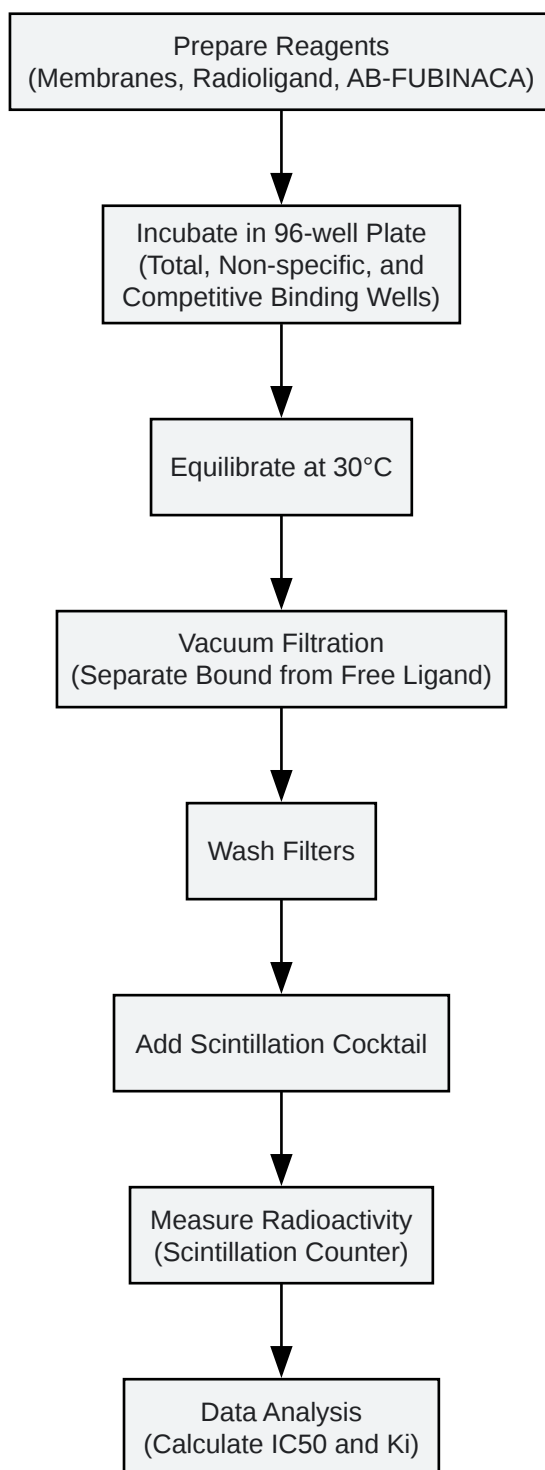 Prepare Reagents
(Membranes, Radioligand, AB-FUBINACA)
Incubate in 96-well Plate
(Total, Non-specific, and
Competitive Binding Wells)
Equilibrate at 30°C
Vacuum Filtration
(Separate Bound from Free Ligand)
Wash Filters
Add Scintillation Cocktail
Measure Radioactivity
(Scintillation Counter)
Data Analysis
(Calculate IC50 and Ki)